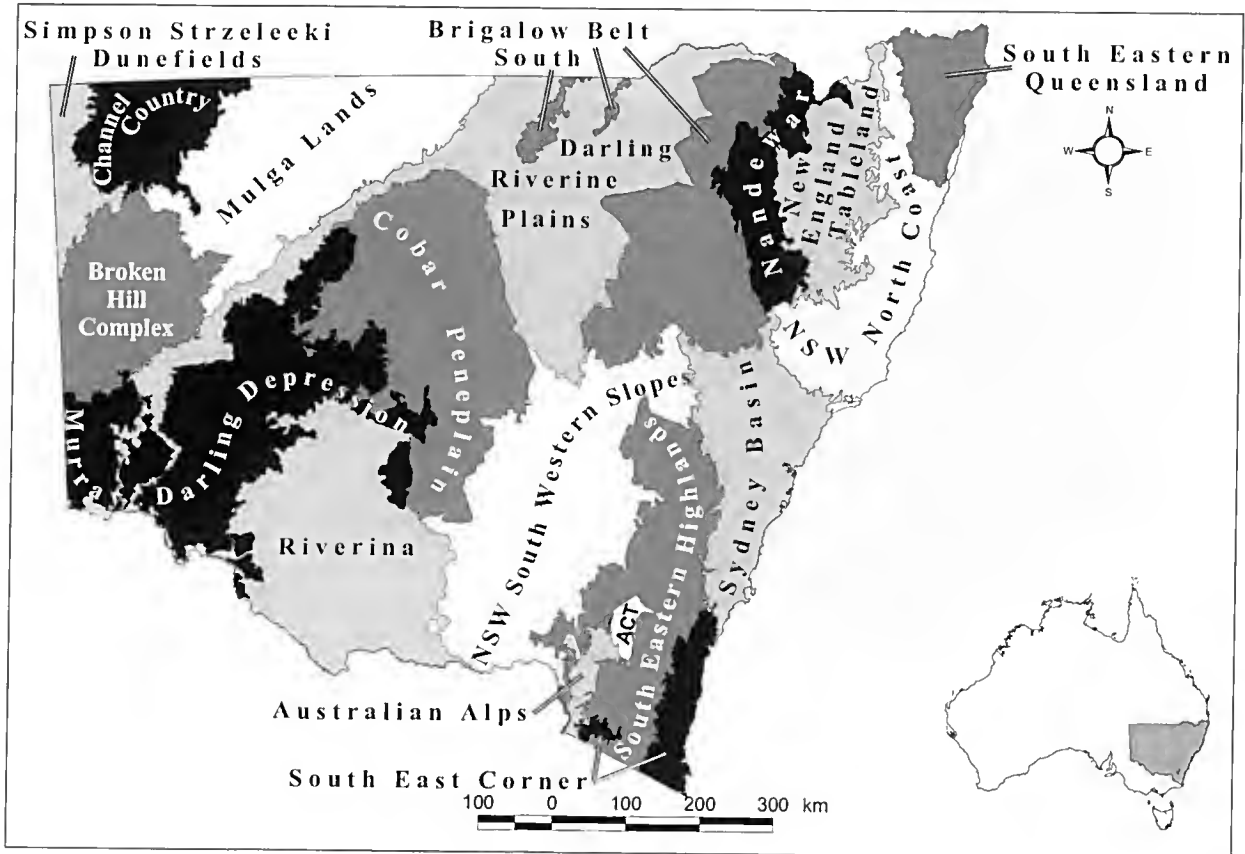 Simpson Strzelecki
Dunefields
Brigalow Belt
South
South Eastern
Queensland
Channel
Country
Mulga Lands
Darling
Riverine
Plains
Nandewar
New
England
Tableland
NSW North Coast
N
W
E
S
Broken
Hill
Complex
Cobar Peneplain
Murra
Darling Depression
Riverina
NSW South Western Slopes
South Eastern Highlands
Sydney Basin
ACT
Australian Alps
South East Corner
100 0 100 200 300 km